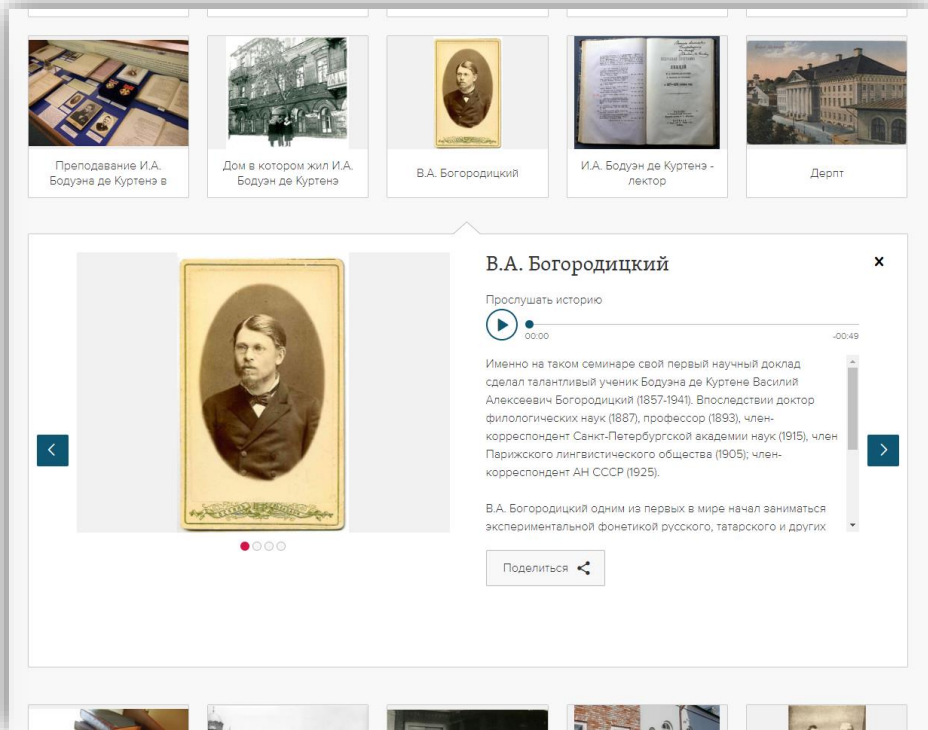 Преподавание И.А.
Бодуэна де Куртенэ в
Дом в котором жил И.А.
Бодуэн де Куртенэ
В.А. Богородицкий
И.А. Бодуэн де Куртенэ -
лектор
Дерпт
В.А. Богородицкий
x
Прослушать историю
00:00
-00:49
Именно на таком семинаре свой первый научный доклад
сделал талантливый ученик Бодуэна де Куртене Василий
Алексеевич Богородицкий (1857-1941). Впоследствии доктор
филологических наук (1887), профессор (1893), член-
корреспондент Санкт-Петербургской академии наук (1915), член
Парижского лингвистического общества (1905); член-
корреспондент АН СССР (1925).
В.А. Богородицкий одним из первых в мире начал заниматься
экспериментальной фонетикой русского, татарского и других
Поделиться